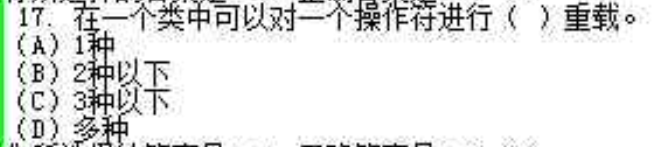 17. 在一个类中可以对一个操作符进行（ ）重载。
(A) 1种
(B) 2种以下
(C) 3种以下
(D) 多种